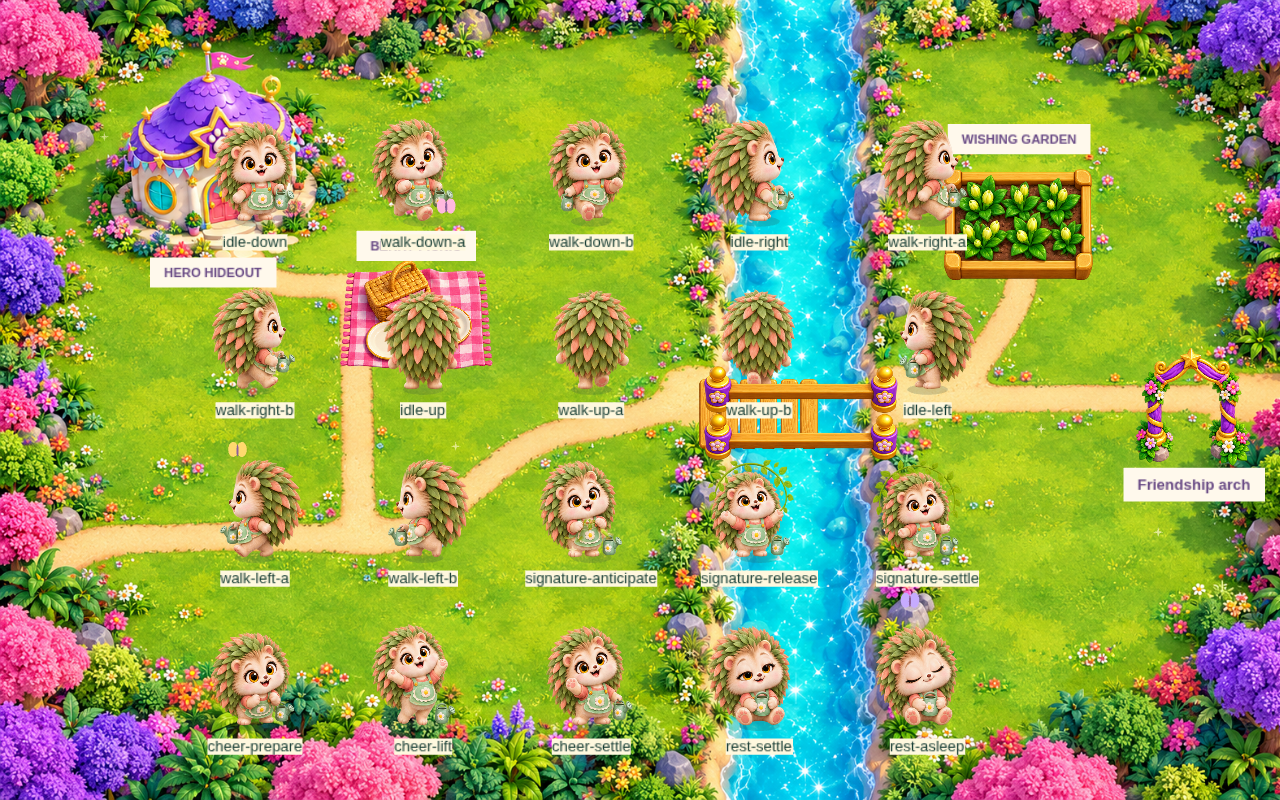 WISHING GARDEN
idle-down
B
walk-down-a
walk-down-b
idle-right
walk-right-a
HERO HIDEOUT
walk-right-b
idle-up
walk-up-a
walk-up-b
idle-left
Friendship arch
walk-left-a
walk-left-b
signature-anticipate
signature-release
signature-settle
cheer-prepare
cheer-lift
cheer-settle
rest-settle
rest-asleep